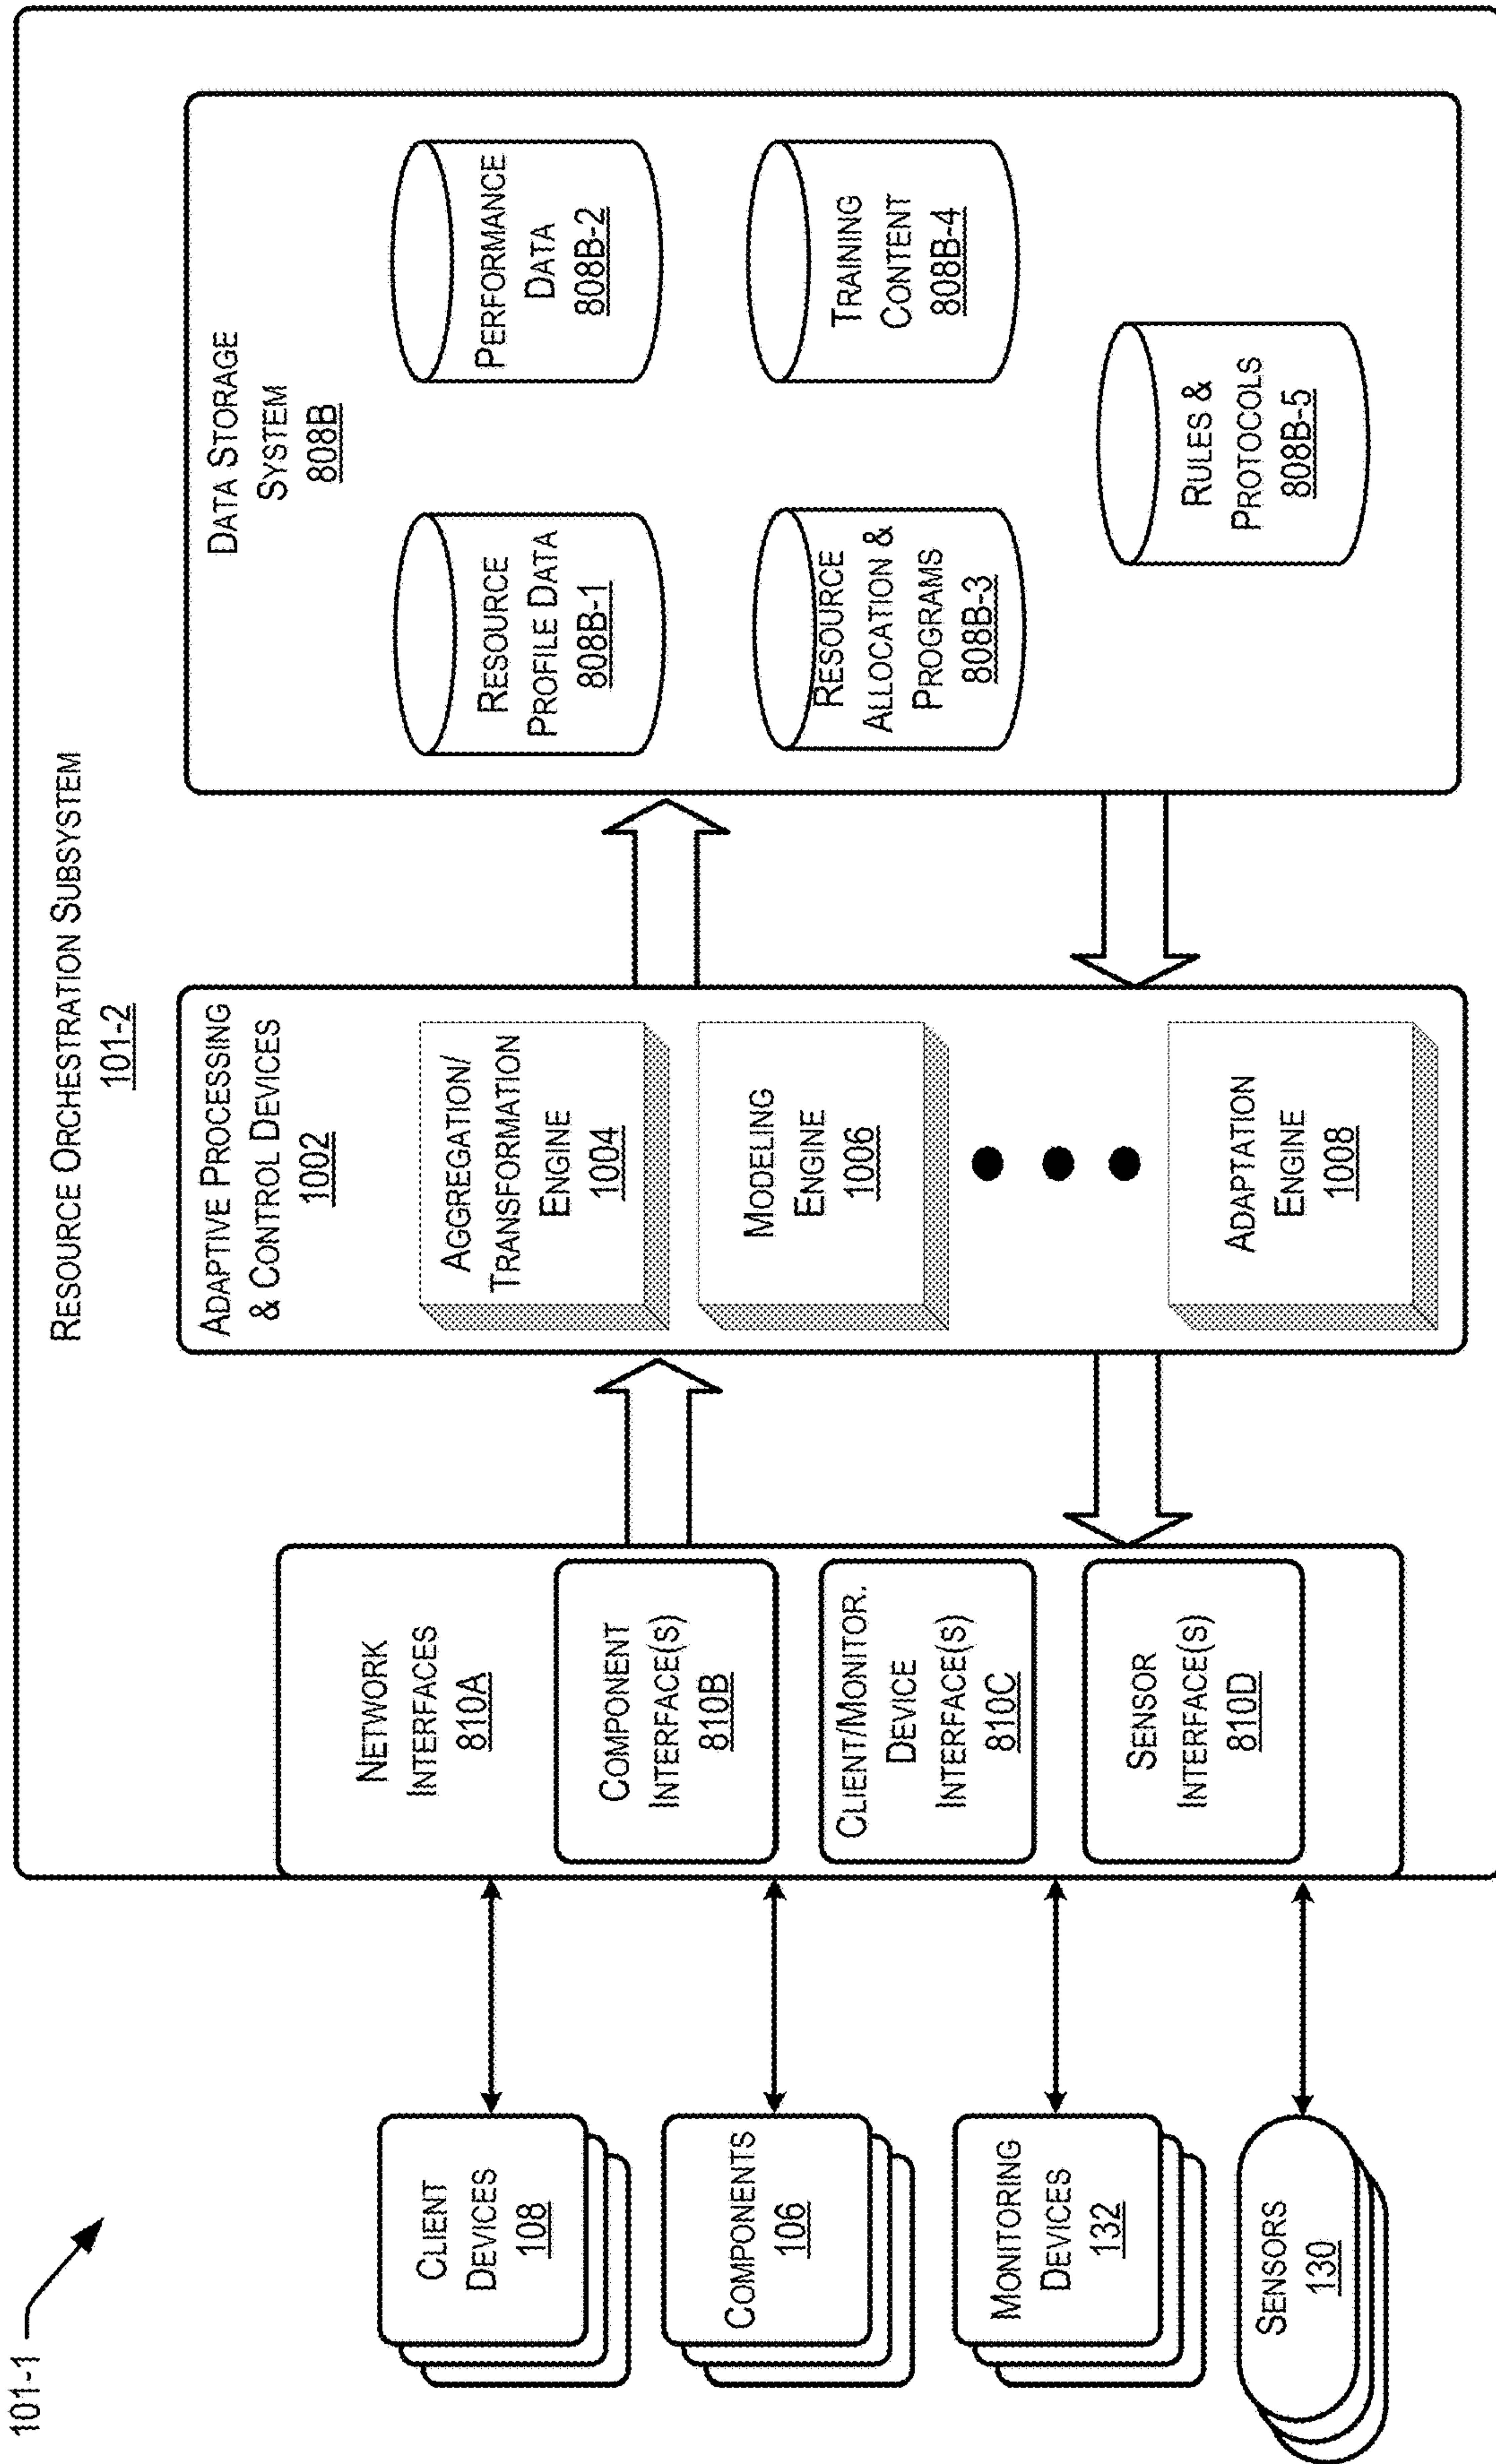 101-1
RESOURCE ORCHESTRATION SUBSYSTEM
101-2
CLIENT
DEVICES
108
COMPONENTS
106
MONITORING
DEVICES
132
SENSORS
130
NETWORK
INTERFACES
810A
COMPONENT
INTERFACE(S)
810B
CLIENT/MONITOR.
DEVICE
INTERFACE(S)
810C
SENSOR
INTERFACE(S)
810D
ADAPTIVE PROCESSING
& CONTROL DEVICES
1002
AGGREGATION/
TRANSFORMATION
ENGINE
1004
MODELING
ENGINE
1006
ADAPTATION
ENGINE
1008
DATA STORAGE
SYSTEM
808B
RESOURCE
PROFILE DATA
808B-1
PERFORMANCE
DATA
808B-2
RESOURCE
ALLOCATION &
PROGRAMS
808B-3
TRAINING
CONTENT
808B-4
RULES &
PROTOCOLS
808B-5